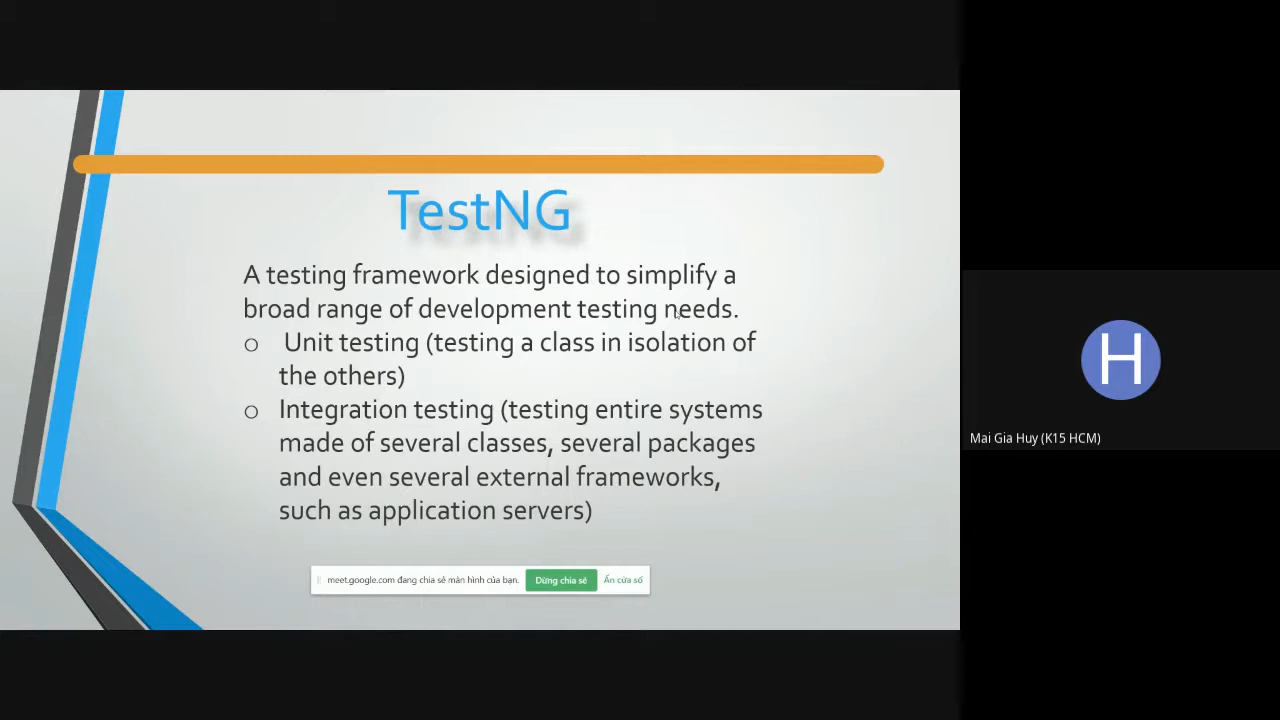 TestNG
A testing framework designed to simplify a
broad range of development testing needs.
o Unit testing (testing a class in isolation of
the others)
o Integration testing (testing entire systems
made of several classes, several packages
and even several external frameworks,
such as application servers)
meet.google.com đang chia sẻ màn hình của bạn. Dừng chia sẻ Ẩn cửa sổ
H
Mai Gia Huy (K15 HCM)